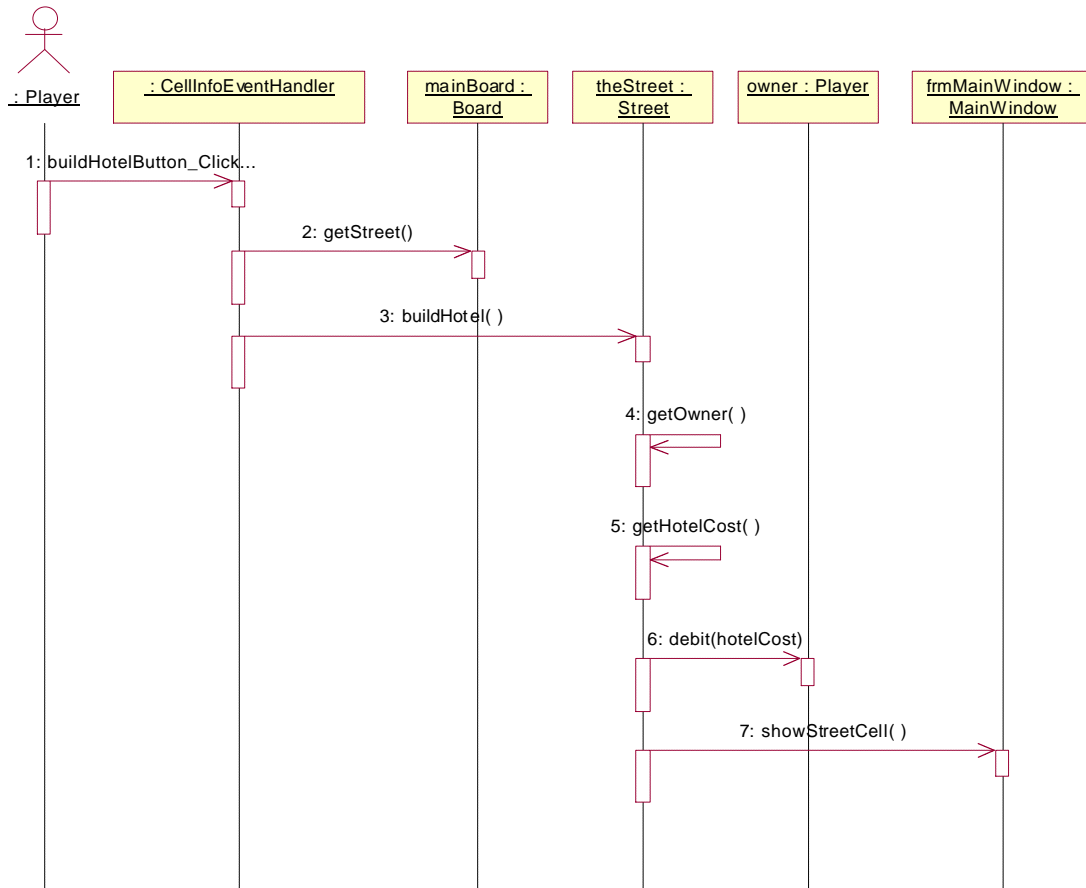 : Player
: CellInfoEventHandler
mainBoard :
Board
theStreet :
Street
owner : Player
frmMainWindow :
MainWindow
1: buildHotelButton_Click...
2: getStreet()
3: buildHotel( )
4: getOwner( )
5: getHotelCost( )
6: debit(hotelCost)
7: showStreetCell( )